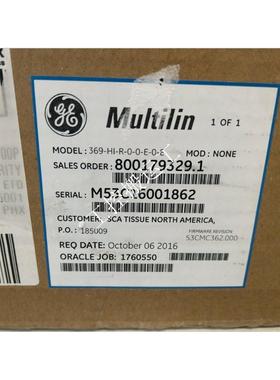 Multilin
1 OF 1
MODEL: 369-HI-R-0-0-E-0-E
MOD: NONE
SALES ORDER: 800179329.1
SERIAL: M53C16001862
CUSTOMER: SCA TISSUE NORTH AMERICA,
P.O.: 185009
FIRMWARE REVISION
53CMC362.000
REQ DATE: October 06 2016
ORACLE JOB: 1760550